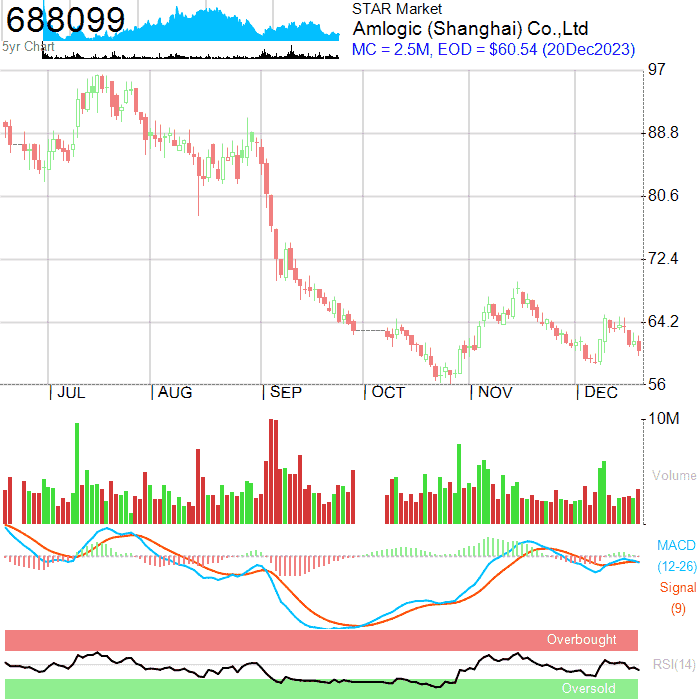 688099
5yr Chart
STAR Market
Amlogic (Shanghai) Co.,Ltd
MC = 2.5M, EOD = $60.54 (20Dec2023)
97
88.8
80.6
72.4
64.2
56
JUL AUG SEP OCT NOV DEC
10M
Volume
MACD
(12-26)
Signal
(9)
Overbought
RSI(14)
Oversold